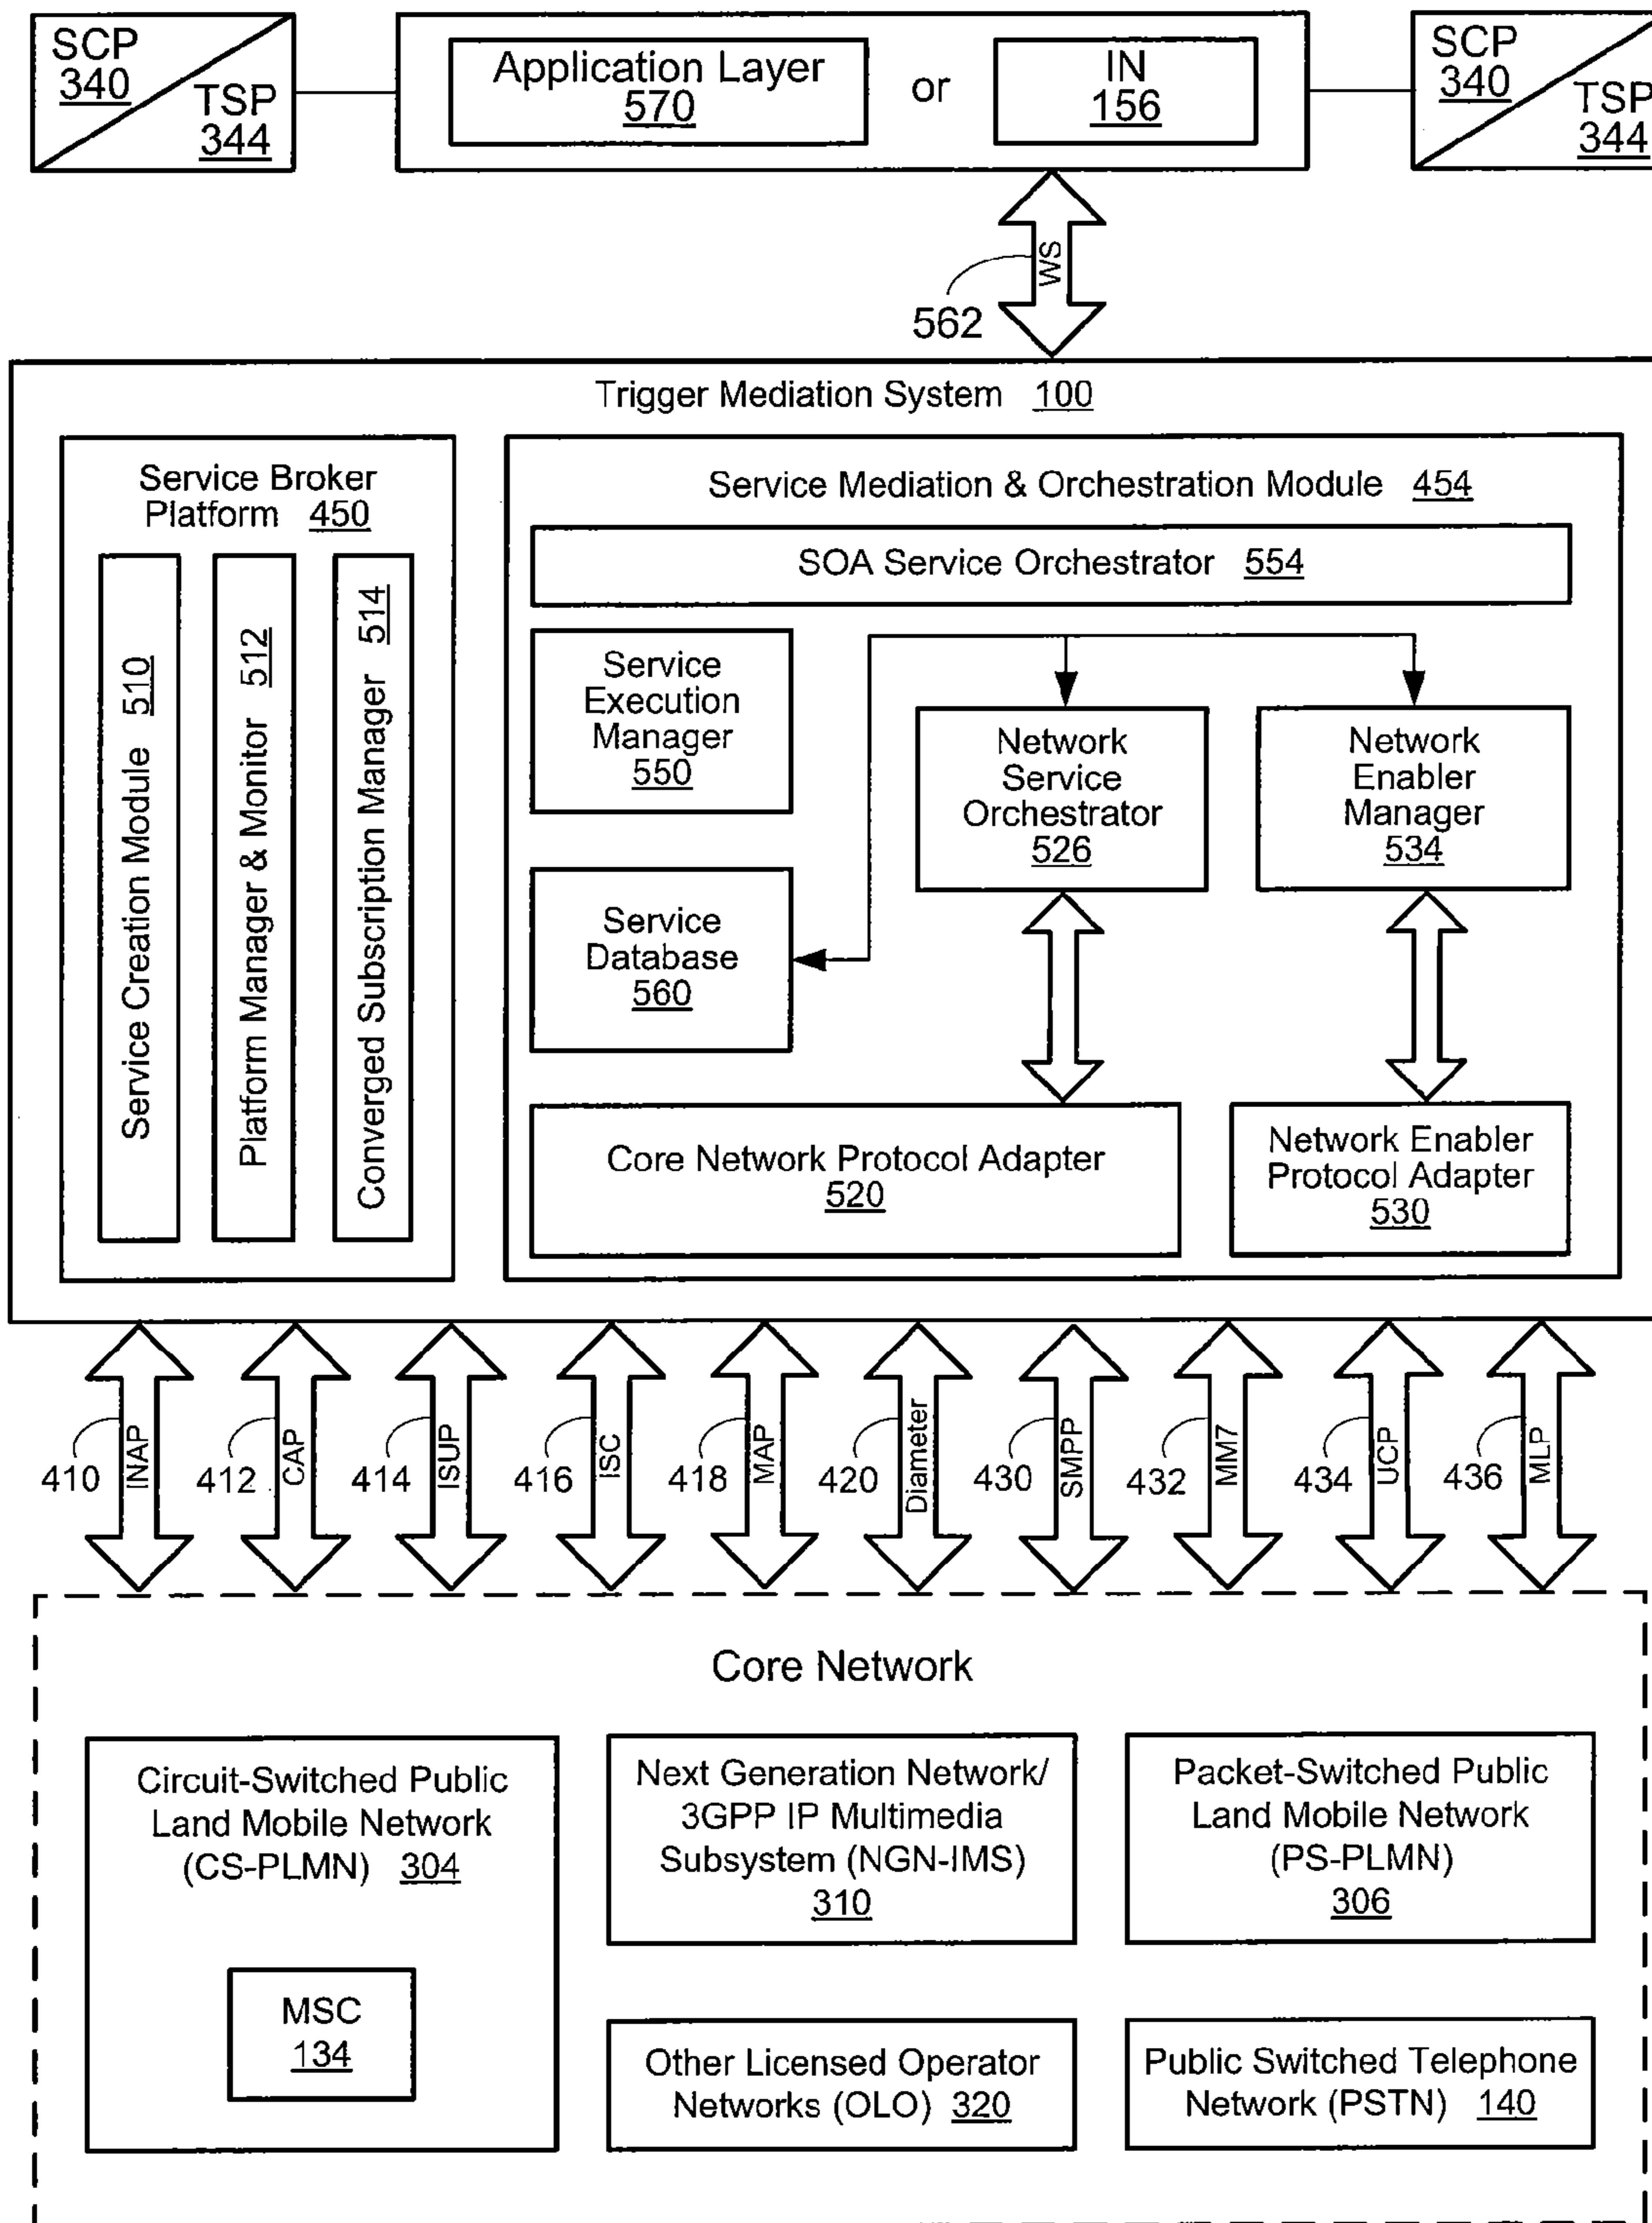 SCP
340
TSP
344
Application Layer
570
or
IN
156
SCP
340
TSP
344
WS
562
Trigger Mediation System 100
Service Broker
Platform 450
Service Creation Module 510
Platform Manager & Monitor 512
Converged Subscription Manager 514
Service Mediation & Orchestration Module 454
SOA Service Orchestrator 554
Service
Execution
Manager
550
Network
Service
Orchestrator
526
Network
Enabler
Manager
534
Service
Database
560
Core Network Protocol Adapter
520
Network Enabler
Protocol Adapter
530
410
INAP
412
CAP
414
ISUP
416
ISC
418
MAP
420
Diameter
430
SMPP
432
MM7
434
UCP
436
MLP
Core Network
Circuit-Switched Public
Land Mobile Network
(CS-PLMN) 304
MSC
134
Next Generation Network/
3GPP IP Multimedia
Subsystem (NGN-IMS)
310
Packet-Switched Public
Land Mobile Network
(PS-PLMN)
306
Other Licensed Operator
Networks (OLO) 320
Public Switched Telephone
Network (PSTN) 140